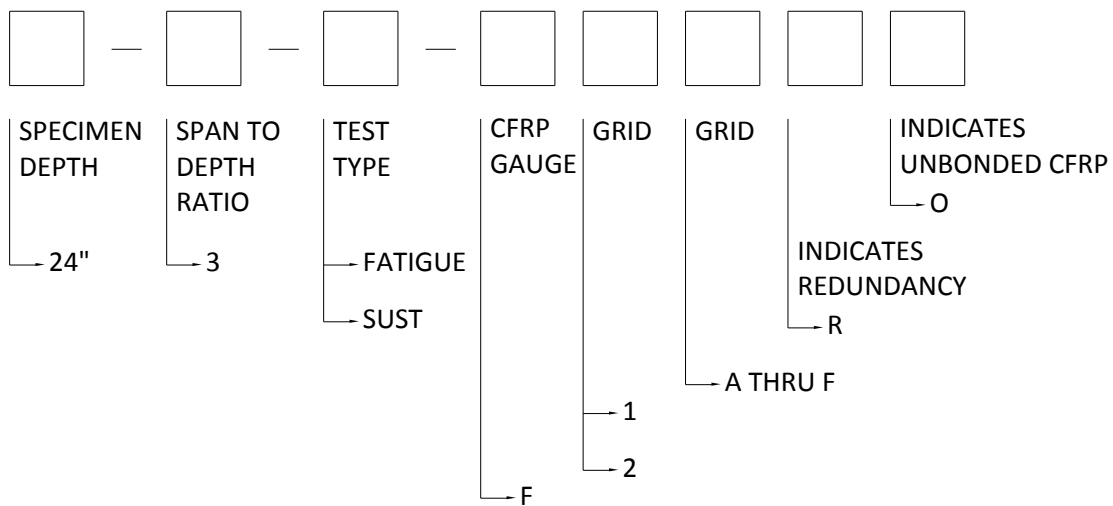 SPECIMEN
DEPTH
24"
SPAN TO
DEPTH
RATIO
3
TEST
TYPE
FATIGUE
SUST
CFRP
GAUGE
F
GRID
1
2
GRID
A THRU F
INDICATES
REDUNDANCY
R
INDICATES
UNBONDED CFRP
O